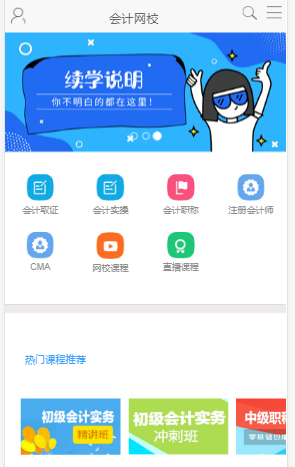 会计网校
续学说明
你不明白的都在这里!
会计取证
会计实操
会计职称
注册会计师
CMA
网校课程
直播课程
热门课程推荐
初级会计实务
精讲班
初级会计实务
冲刺班
中级职称